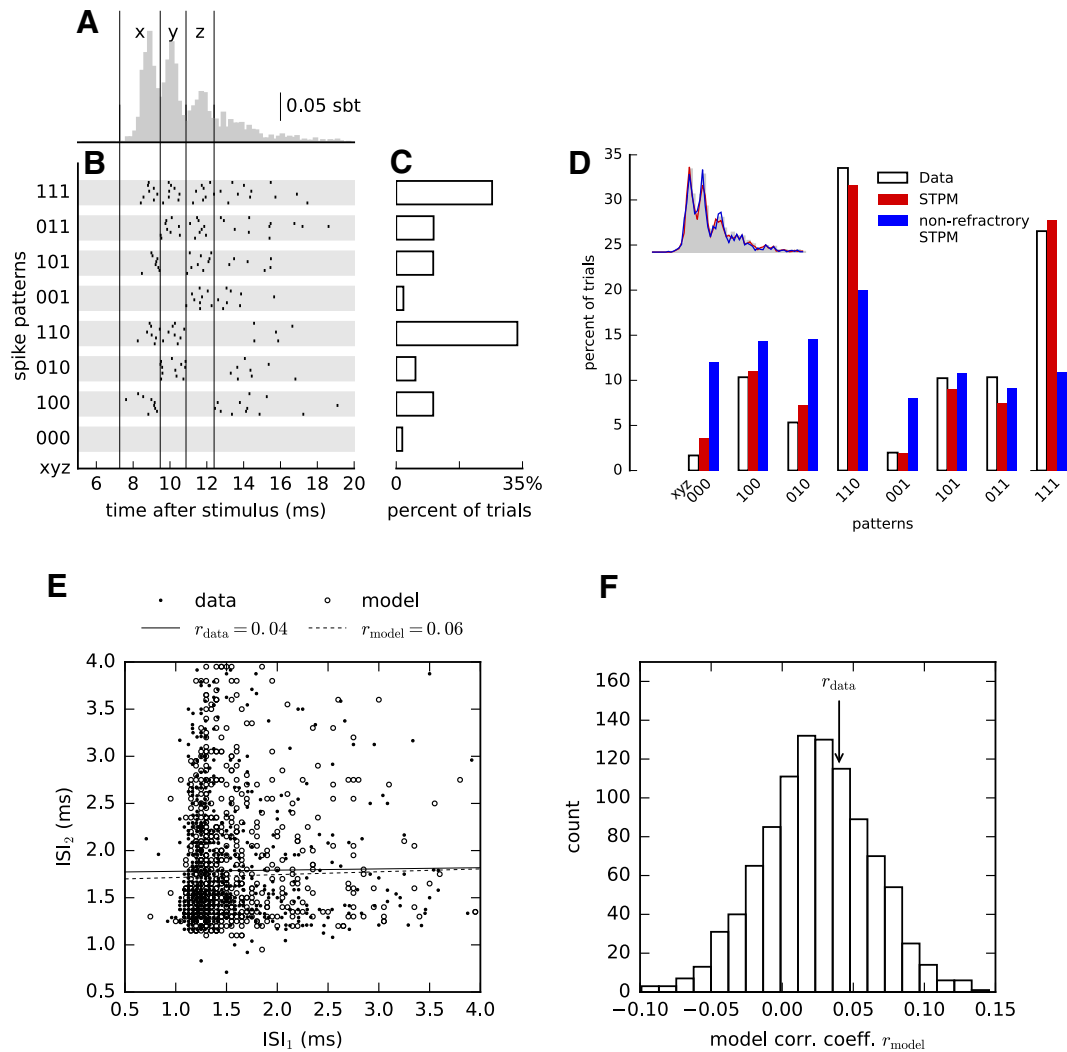 A
x y z
0.05 sbt
B
spike patterns
111
011
101
001
110
010
100
000
xyz
6 8 10 12 14 16 18 20
time after stimulus (ms)
C
0 35%
percent of trials
D
35
30
25
20
15
10
5
0
percent of trials
Data
STPM
non-refractrory
STPM
xyz
000 100 010 110 001 101 011 111
patterns
E
data model
r_data = 0.04 r_model = 0.06
4.0
3.5
3.0
2.5
2.0
1.5
1.0
0.5
ISI₂ (ms)
0.5 1.0 1.5 2.0 2.5 3.0 3.5 4.0
ISI₁ (ms)
F
r_data
160
140
120
100
80
60
40
20
0
count
−0.10 −0.05 0.00 0.05 0.10 0.15
model corr. coeff. r_model